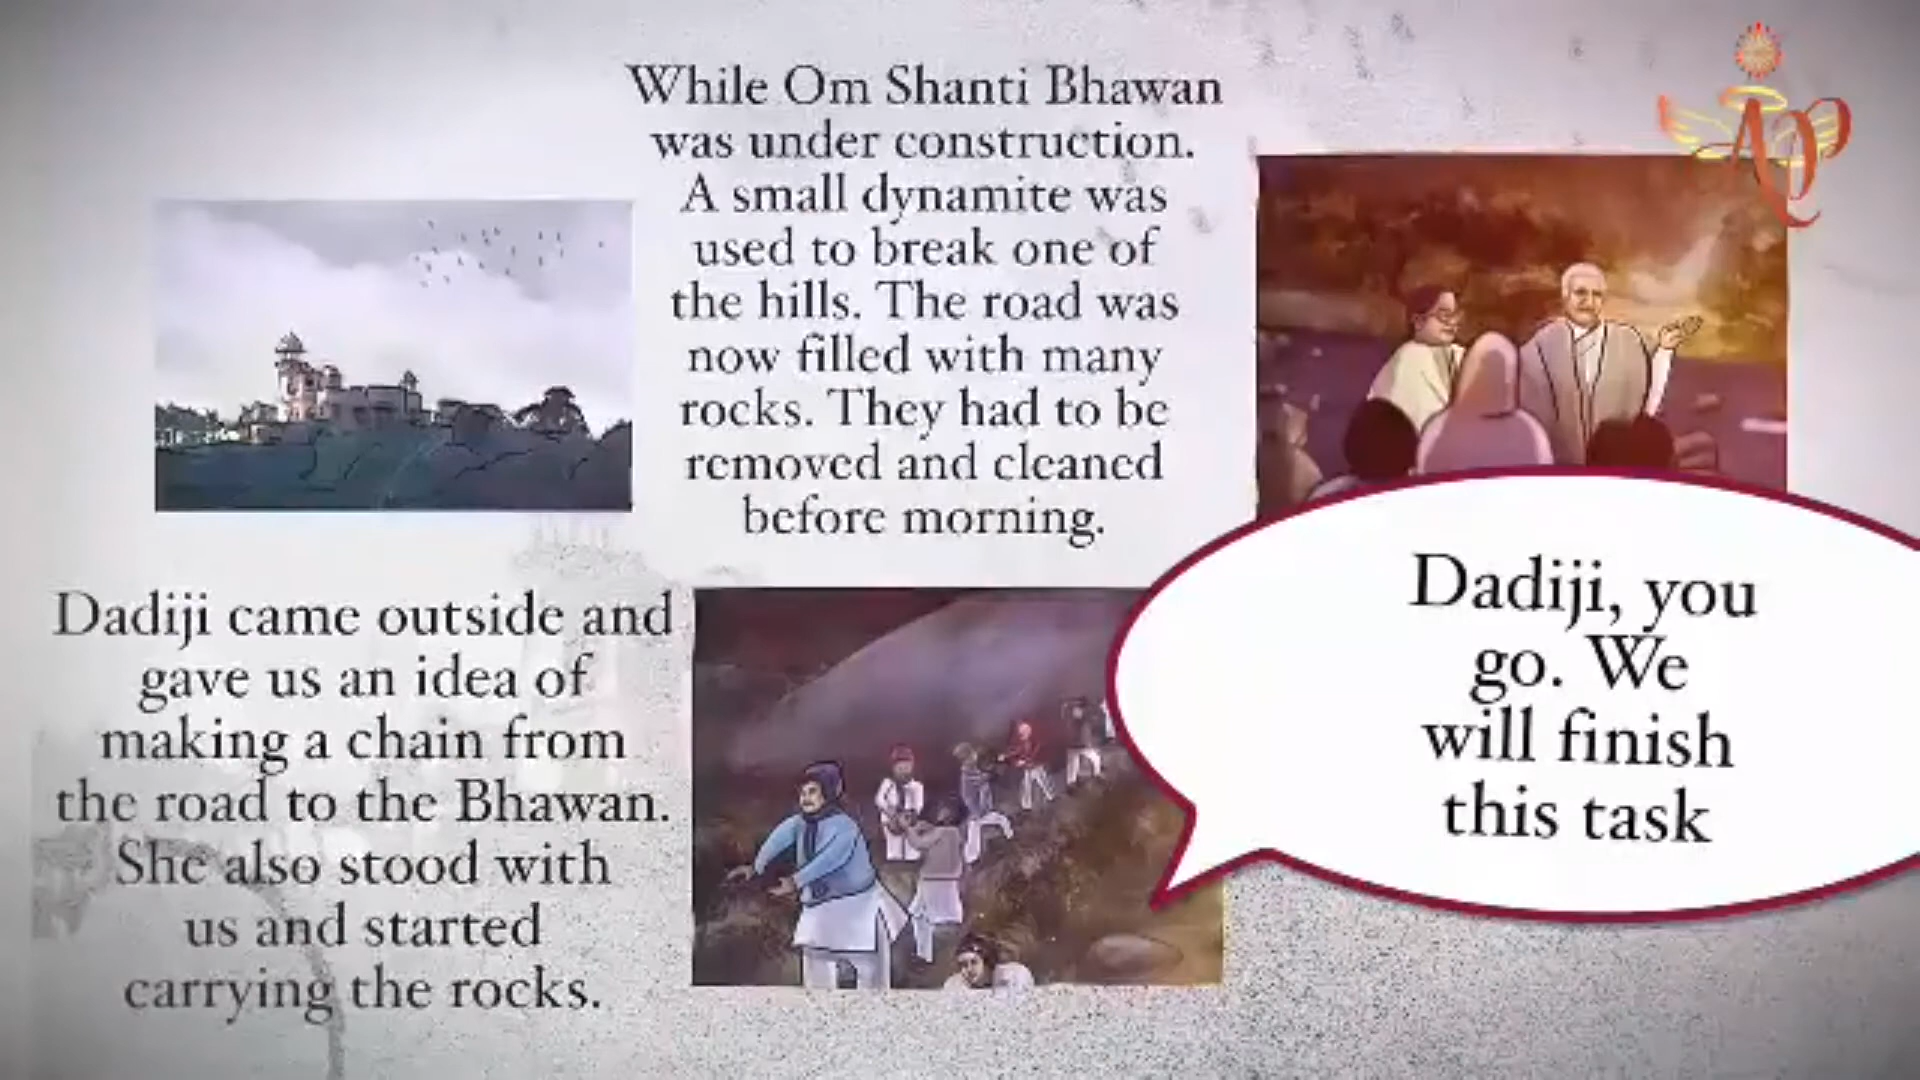 While Om Shanti Bhawan
was under construction.
A small dynamite was
used to break one of
the hills. The road was
now filled with many
rocks. They had to be
removed and cleaned
before morning.
Dadiji came outside and
gave us an idea of
making a chain from
the road to the Bhawan.
She also stood with
us and started
carrying the rocks.
Dadiji, you
go. We
will finish
this task
AP